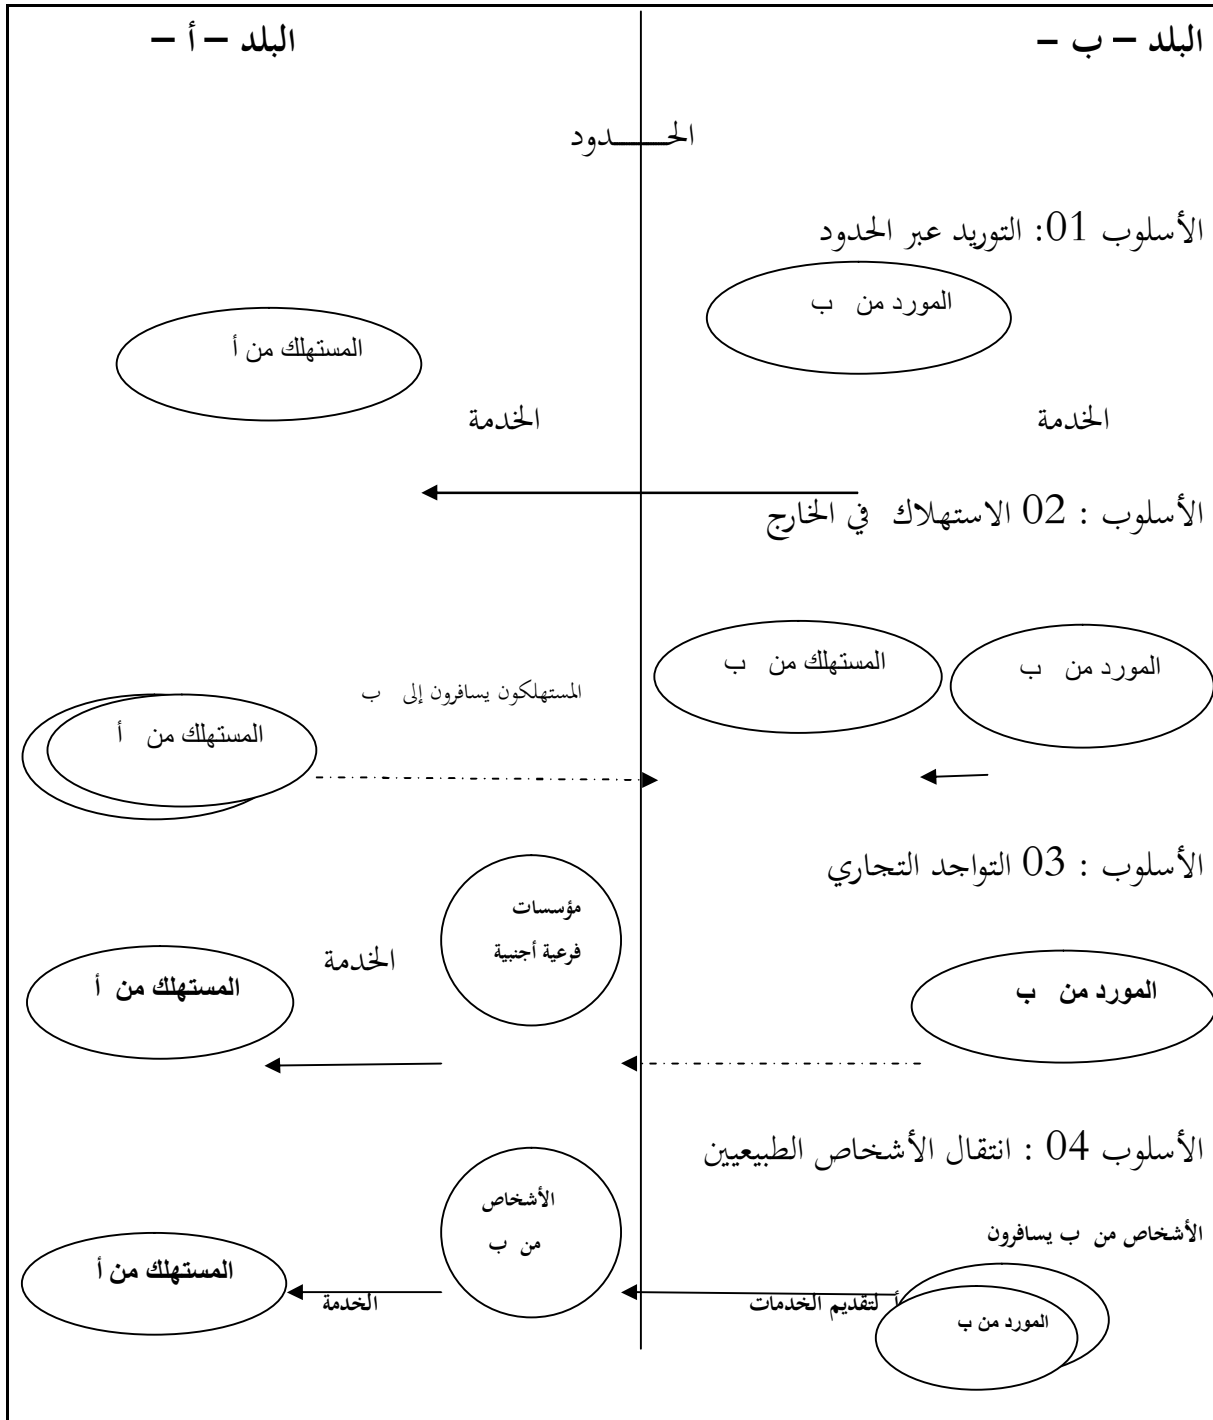 البلد – ب –
البلد – أ –
الحـــــدود
الأسلوب 01: التوريد عبر الحدود
المورد من ب
المستهلك من أ
الخدمة
الخدمة
الأسلوب : 02 الاستهلاك في الخارج
المورد من ب
المستهلك من ب
المستهلكون يسافرون إلى ب
المستهلك من أ
الأسلوب : 03 التواجد التجاري
مؤسسات
فرعية أجنبية
الخدمة
المورد من ب
المستهلك من أ
الأسلوب 04 : انتقال الأشخاص الطبيعيين
الأشخاص
من ب
الأشخاص من ب يسافرون
أ لتقديم الخدمات
المورد من ب
الخدمة
المستهلك من أ